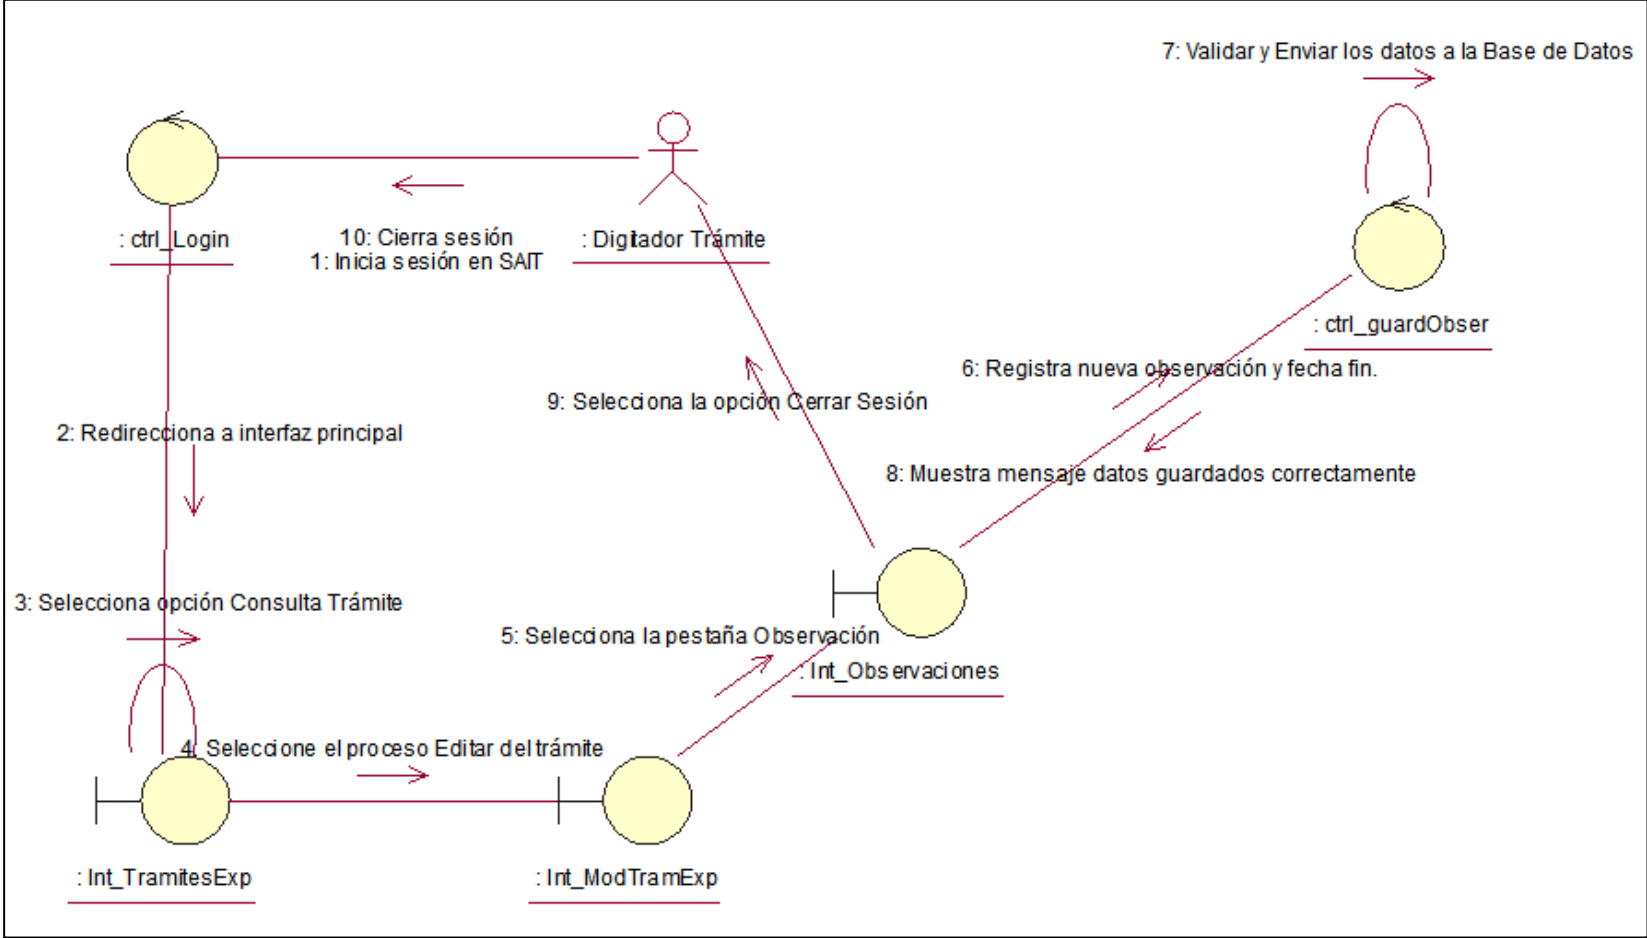 7: Validar y Enviar los datos a la Base de Datos
: ctrl_Login
10: Cierra sesión
1: Inicia sesión en SAIT
: Digitador Trámite
: ctrl_guardObser
6: Registra nueva observación y fecha fin.
9: Selecciona la opción Cerrar Sesión
2: Redirecciona a interfaz principal
8: Muestra mensaje datos guardados correctamente
3: Selecciona opción Consulta Trámite
5: Selecciona la pestaña Observación
: Int_Observaciones
4: Seleccione el proceso Editar del trámite
: Int_TramitesExp
: Int_ModTramExp